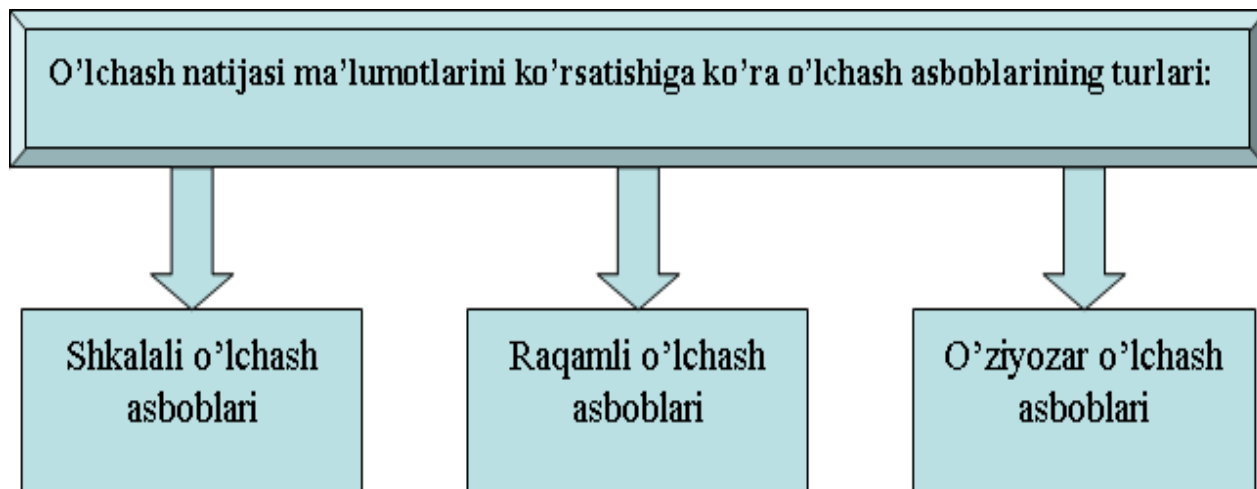 O’lchash natijasi ma’lumotlarini ko’rsatishiga ko’ra o’lchash asboblarining turlari:
Shkalali o’lchash
asboblari
Raqamli o’lchash
asboblari
O’ziyozar o’lchash
asboblari